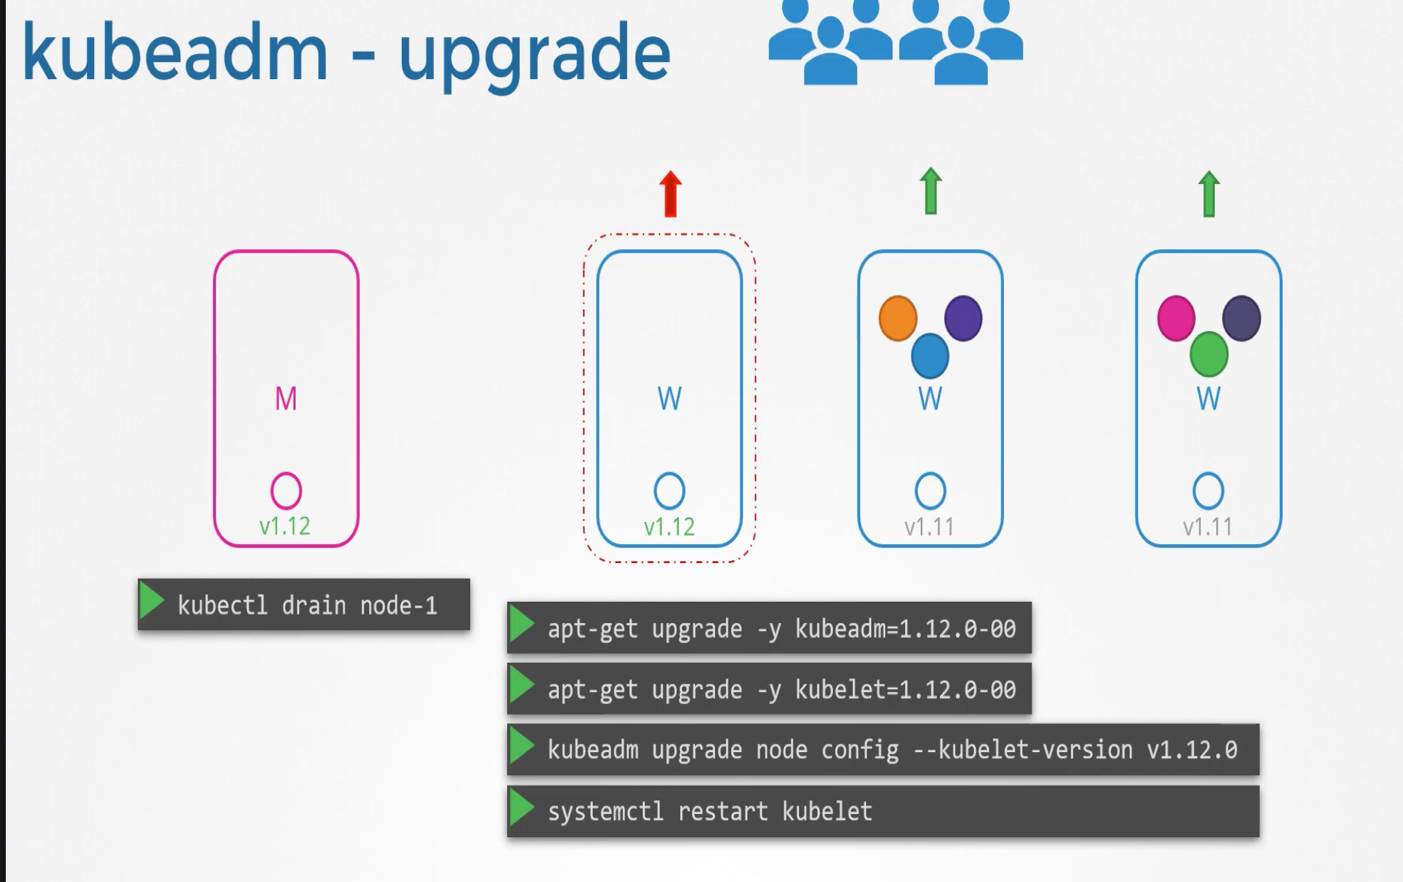 kubeadm - upgrade
M
W
W
W
v1.12
v1.12
v1.11
v1.11
kubectl drain node-1
apt-get upgrade -y kubeadm=1.12.0-00
apt-get upgrade -y kubelet=1.12.0-00
kubeadm upgrade node config --kubelet-version v1.12.0
systemctl restart kubelet